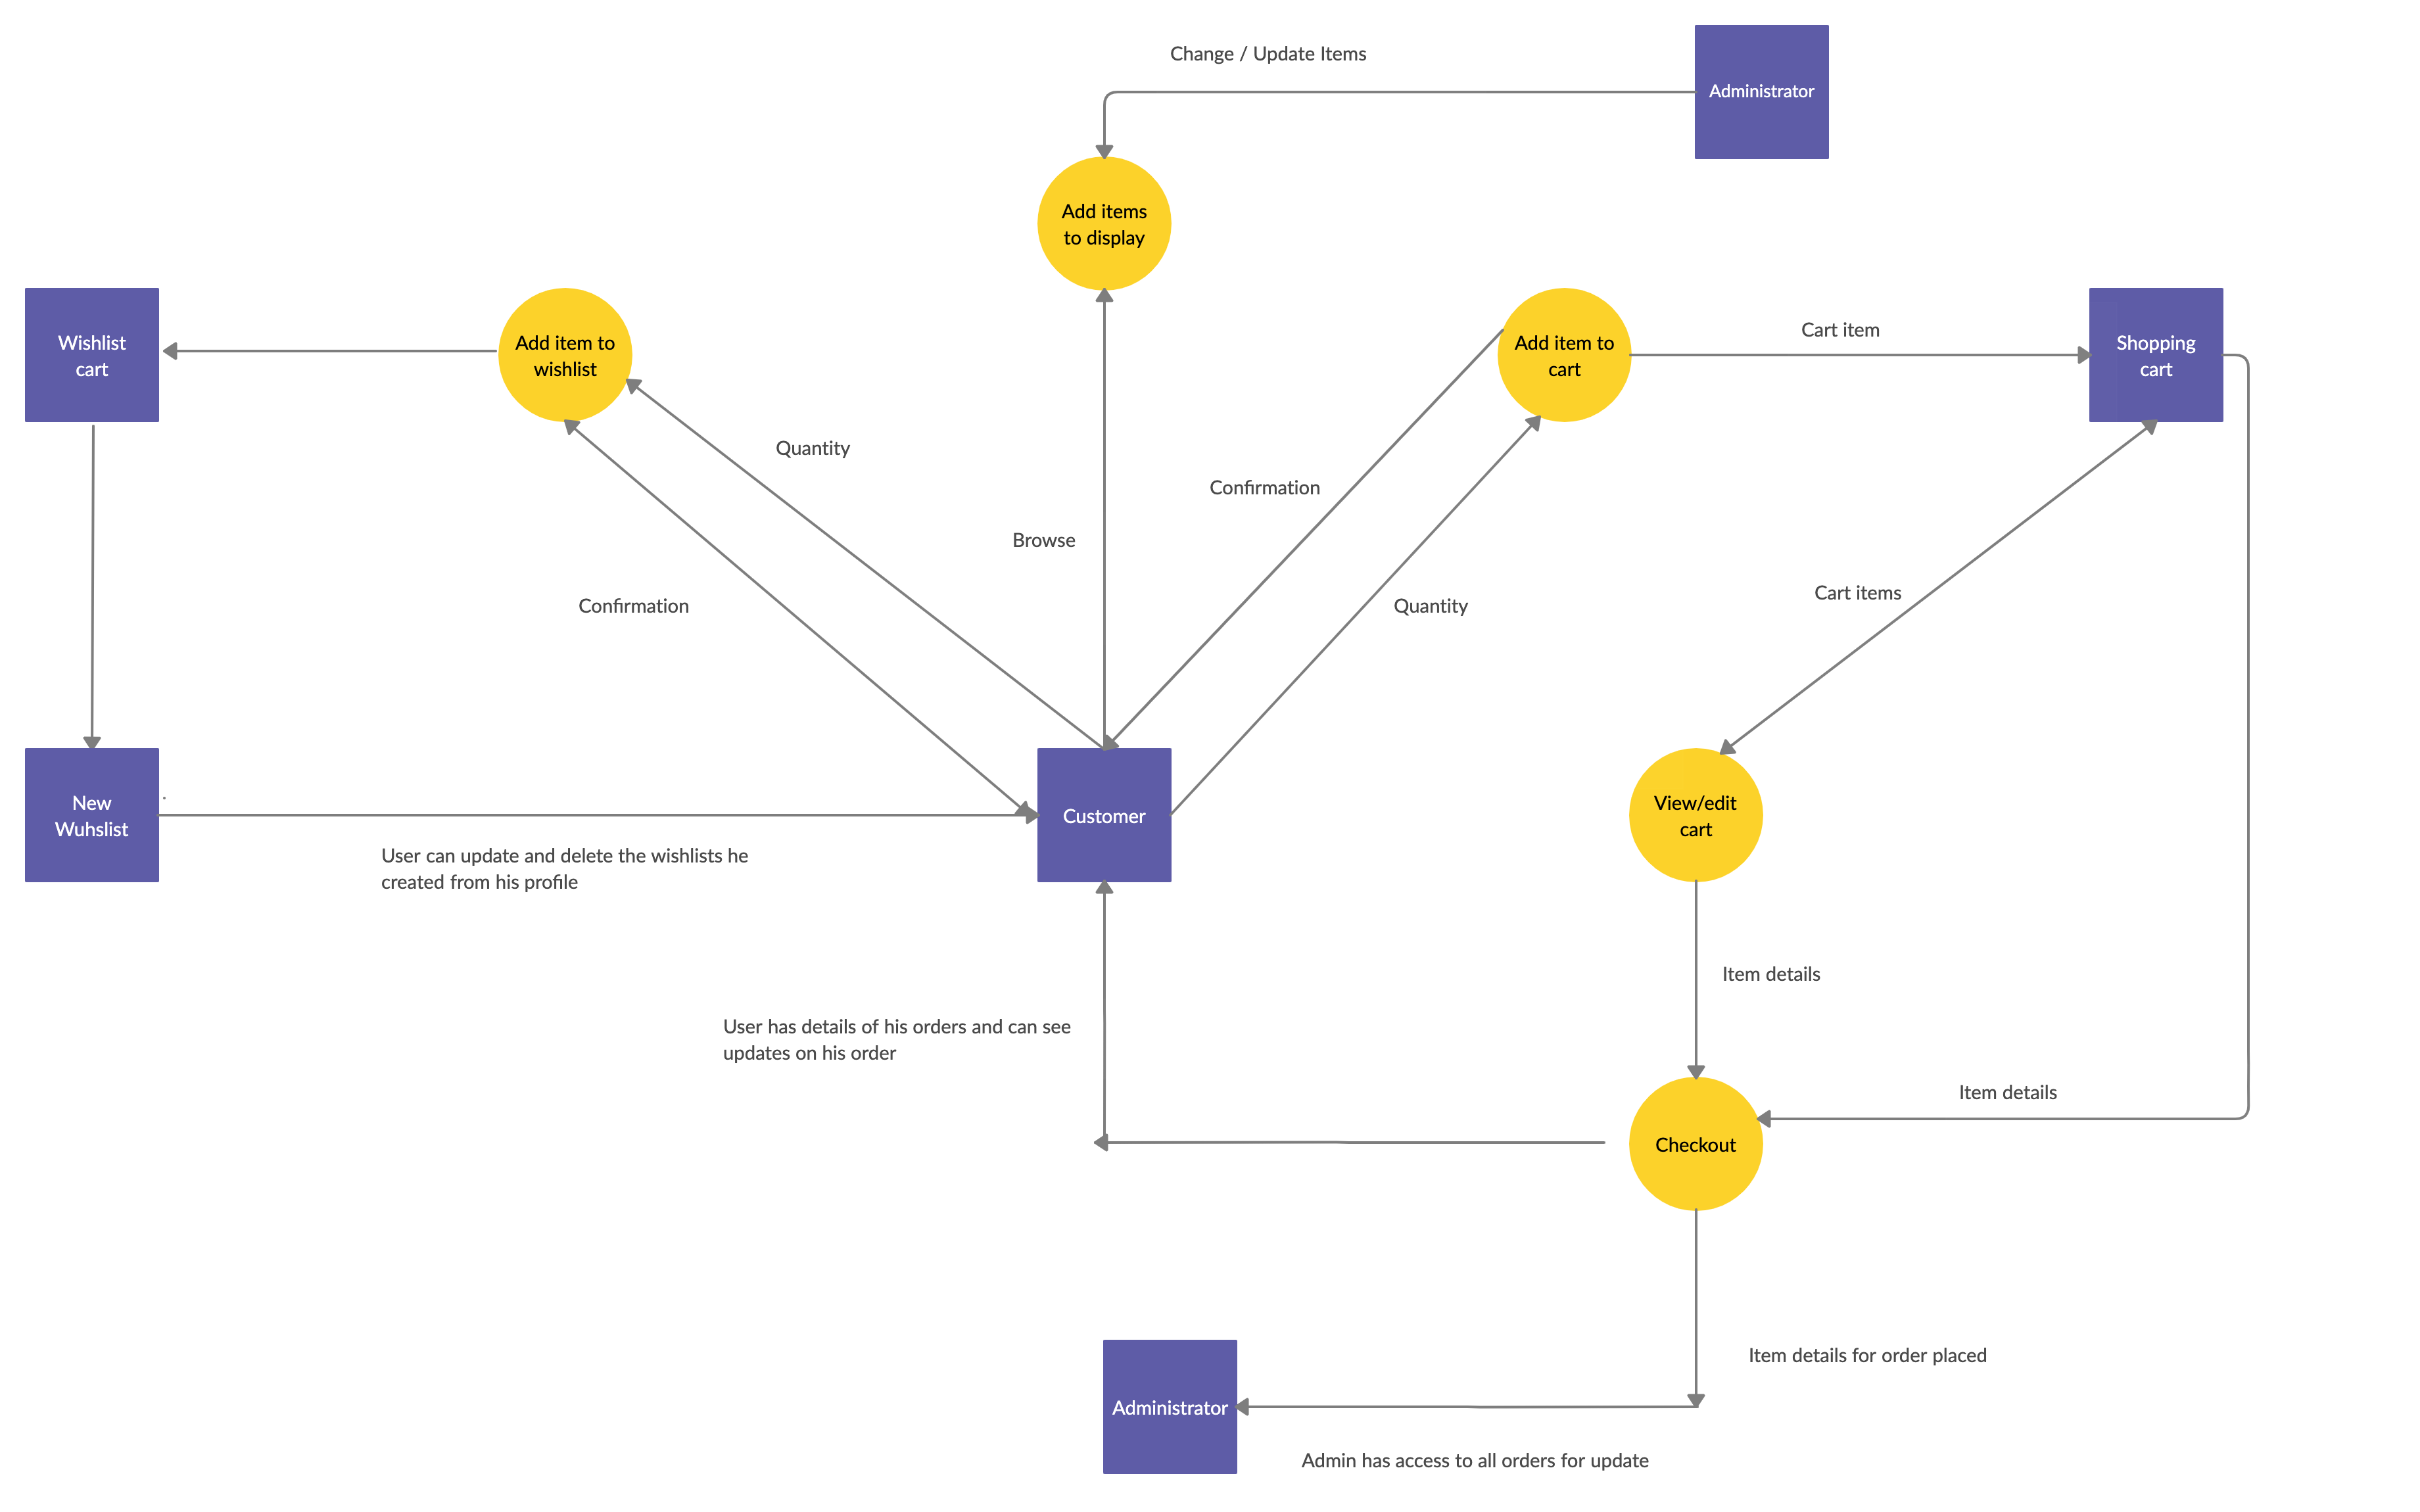 Change / Update Items
Administrator
Add items
to display
Wishlist
cart
Add item to
wishlist
Add item to
cart
Cart item
Shopping
cart
Quantity
Confirmation
Browse
Confirmation
Quantity
Cart items
New
Wuhslist
Customer
View/edit
cart
User can update and delete the wishlists he
created from his profile
Item details
User has details of his orders and can see
updates on his order
Item details
Checkout
Item details for order placed
Administrator
Admin has access to all orders for update